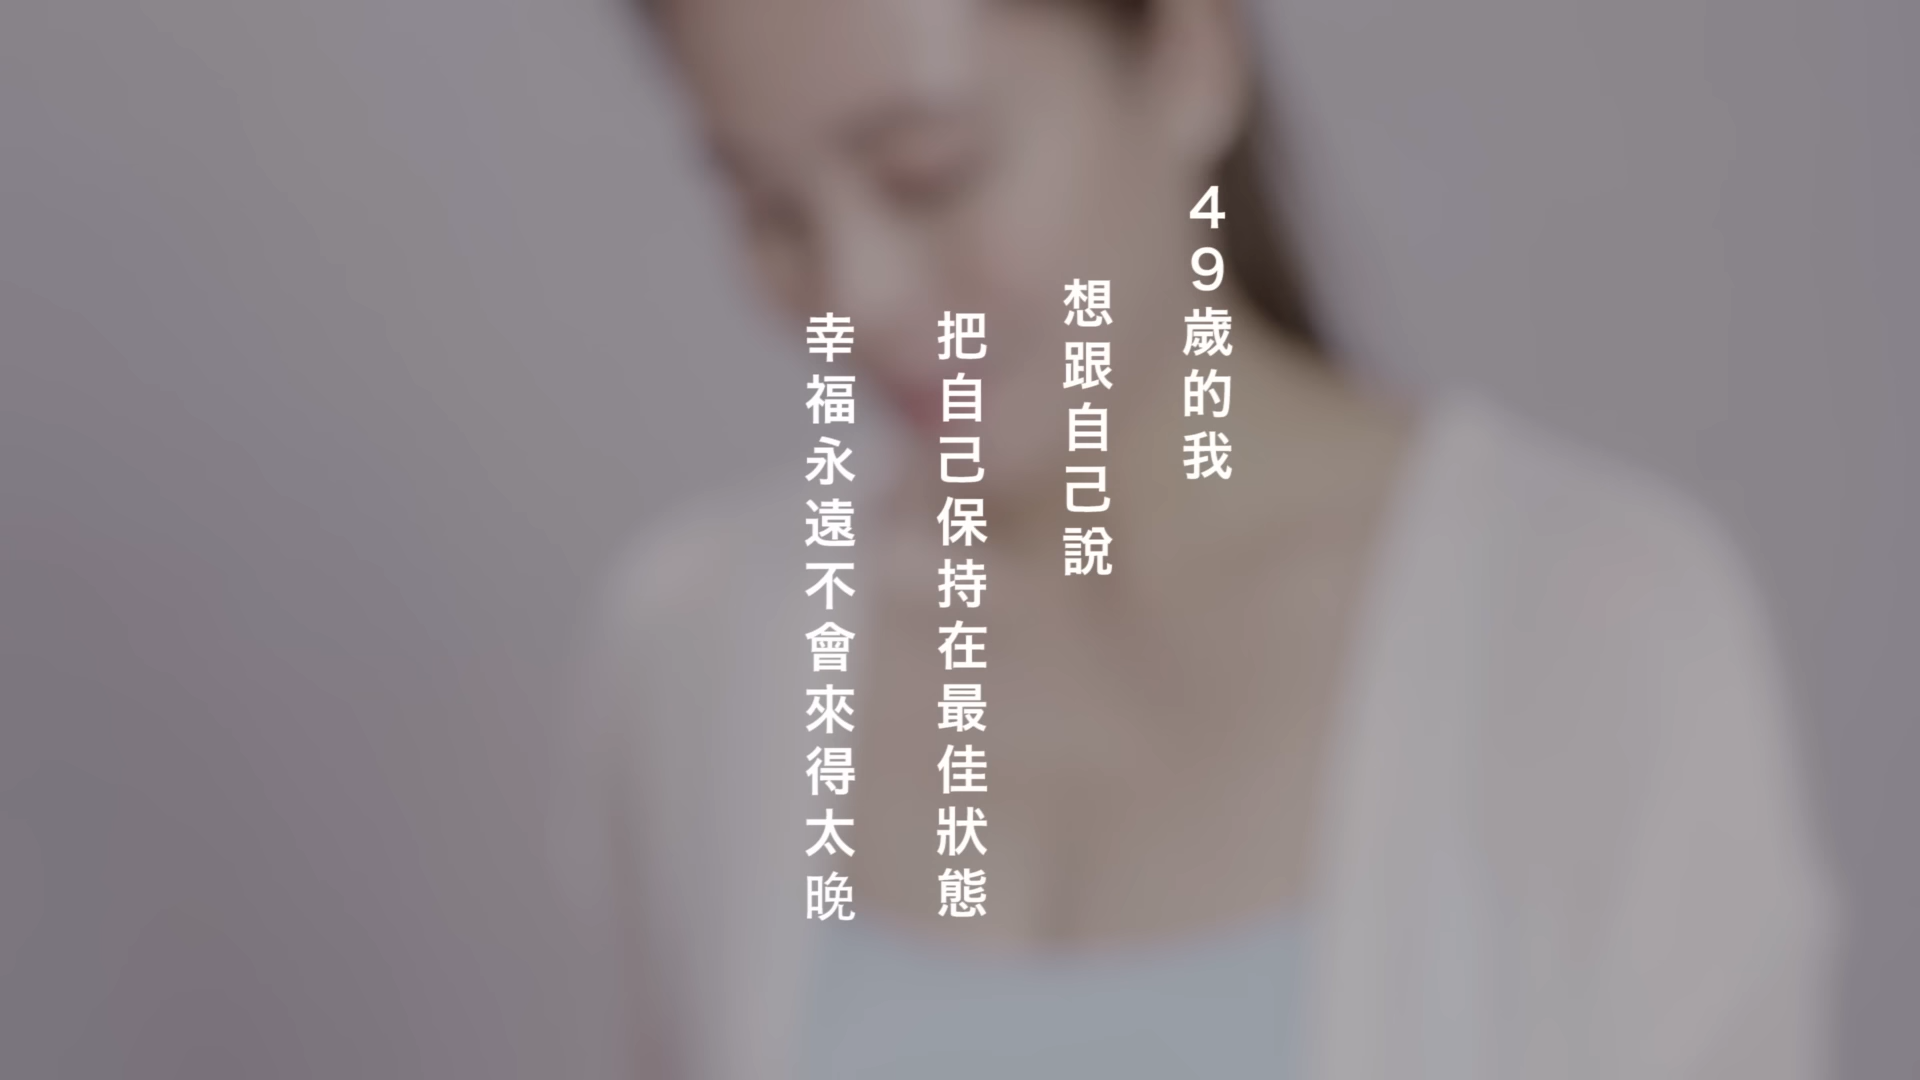 49歲的我
想跟自己說
把自己保持在最佳狀態
幸福永遠不會來得太晚